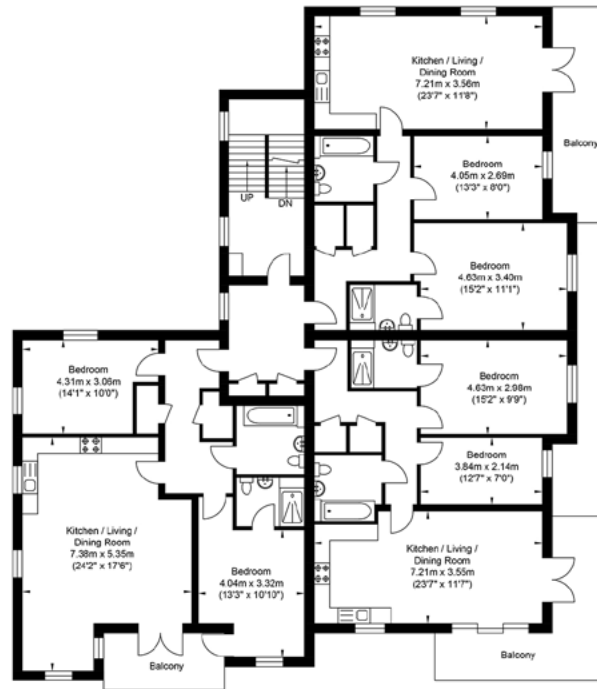 Kitchen / Living /
Dining Room
7.21m x 3.56m
(23'7" x 11'8")
Balcony
Bedroom
4.05m x 2.69m
(13'3" x 8'0")
UP
DN
Bedroom
4.63m x 3.40m
(15'2" x 11'1")
Bedroom
4.31m x 3.06m
(14'1" x 10'0")
Bedroom
4.63m x 2.98m
(15'2" x 9'9")
Bedroom
3.84m x 2.14m
(12'7" x 7'0")
Kitchen / Living /
Dining Room
7.38m x 5.35m
(24'2" x 17'6")
Kitchen / Living /
Dining Room
7.21m x 3.55m
(23'7" x 11'7")
Bedroom
4.04m x 3.32m
(13'3" x 10'10")
Balcony
Balcony